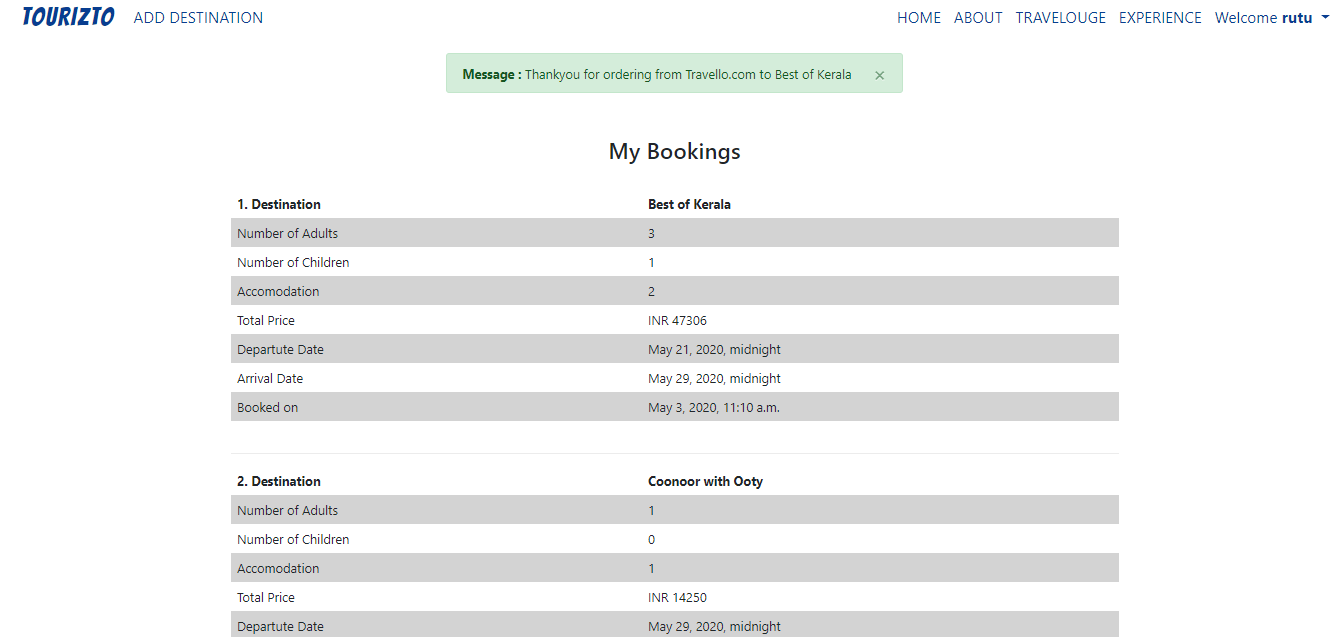 TOURIZTO ADD DESTINATION HOME ABOUT TRAVELOUGE EXPERIENCE Welcome rutu
Message : Thankyou for ordering from Travello.com to Best of Kerala ×
My Bookings
1. Destination Best of Kerala
Number of Adults 3
Number of Children 1
Accomodation 2
Total Price INR 47306
Departute Date May 21, 2020, midnight
Arrival Date May 29, 2020, midnight
Booked on May 3, 2020, 11:10 a.m.
2. Destination Coonoor with Ooty
Number of Adults 1
Number of Children 0
Accomodation 1
Total Price INR 14250
Departute Date May 29, 2020, midnight